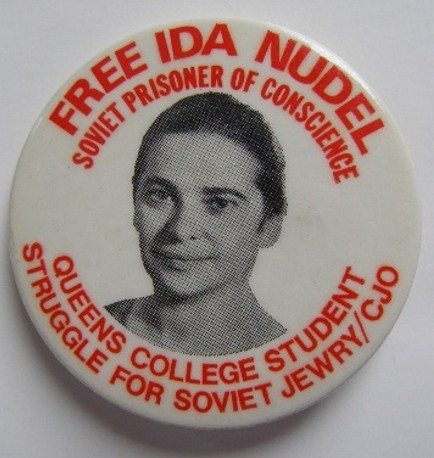 FREE IDA NUDEL
SOVIET PRISONER OF CONSCIENCE
QUEENS COLLEGE STUDENT
STRUGGLE FOR SOVIET JEWRY/CJO